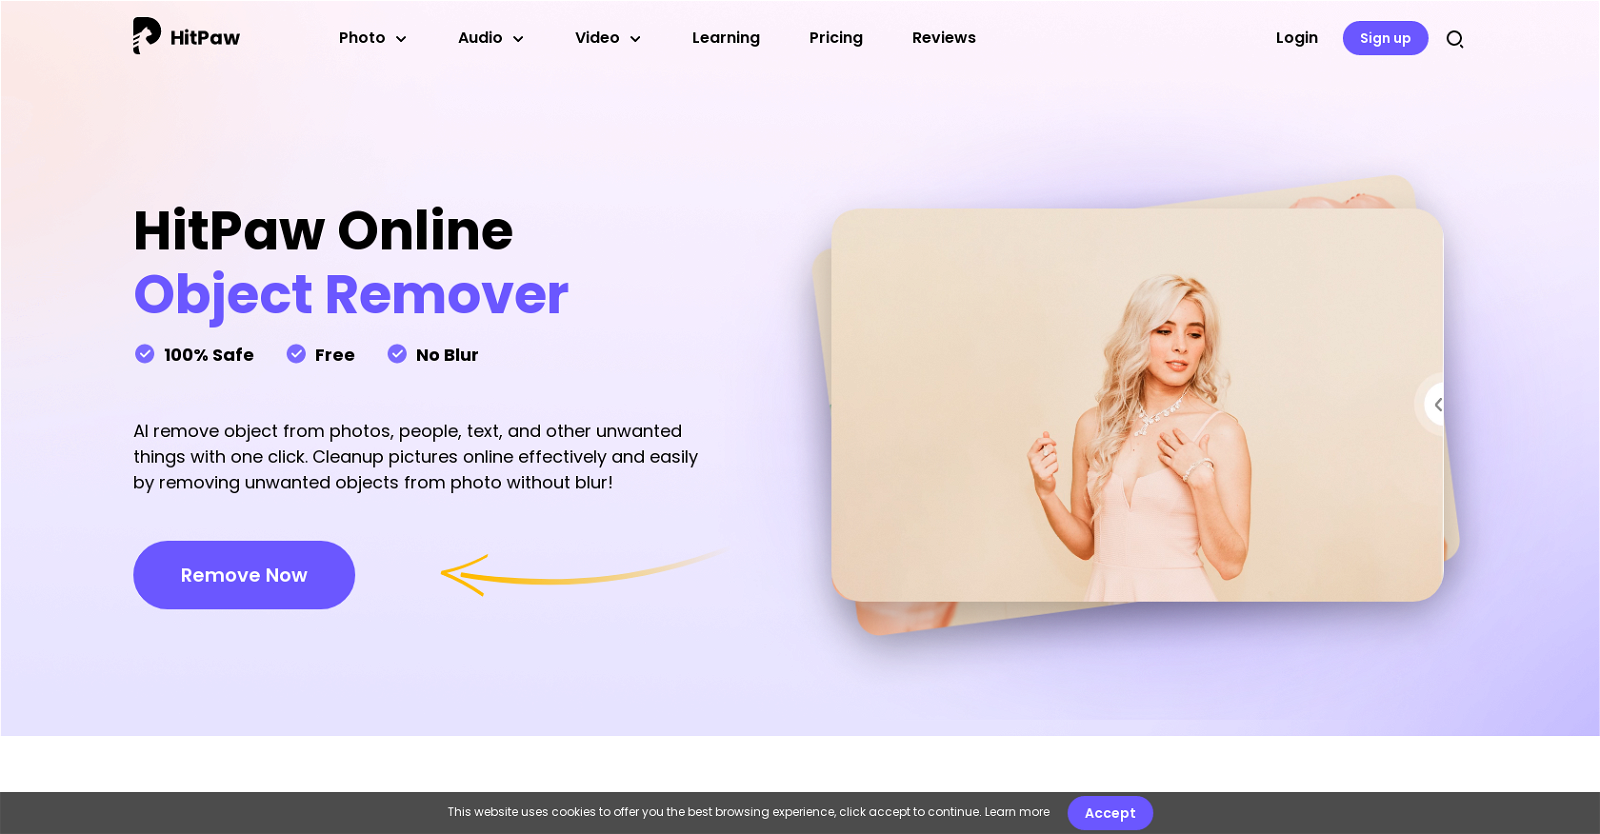 HitPaw
Photo
Audio
Video
Learning
Pricing
Reviews
Login
Sign up
HitPaw Online
Object Remover
100% Safe
Free
No Blur
AI remove object from photos, people, text, and other unwanted
things with one click. Cleanup pictures online effectively and easily
by removing unwanted objects from photo without blur!
Remove Now
This website uses cookies to offer you the best browsing experience, click accept to continue. Learn more
Accept